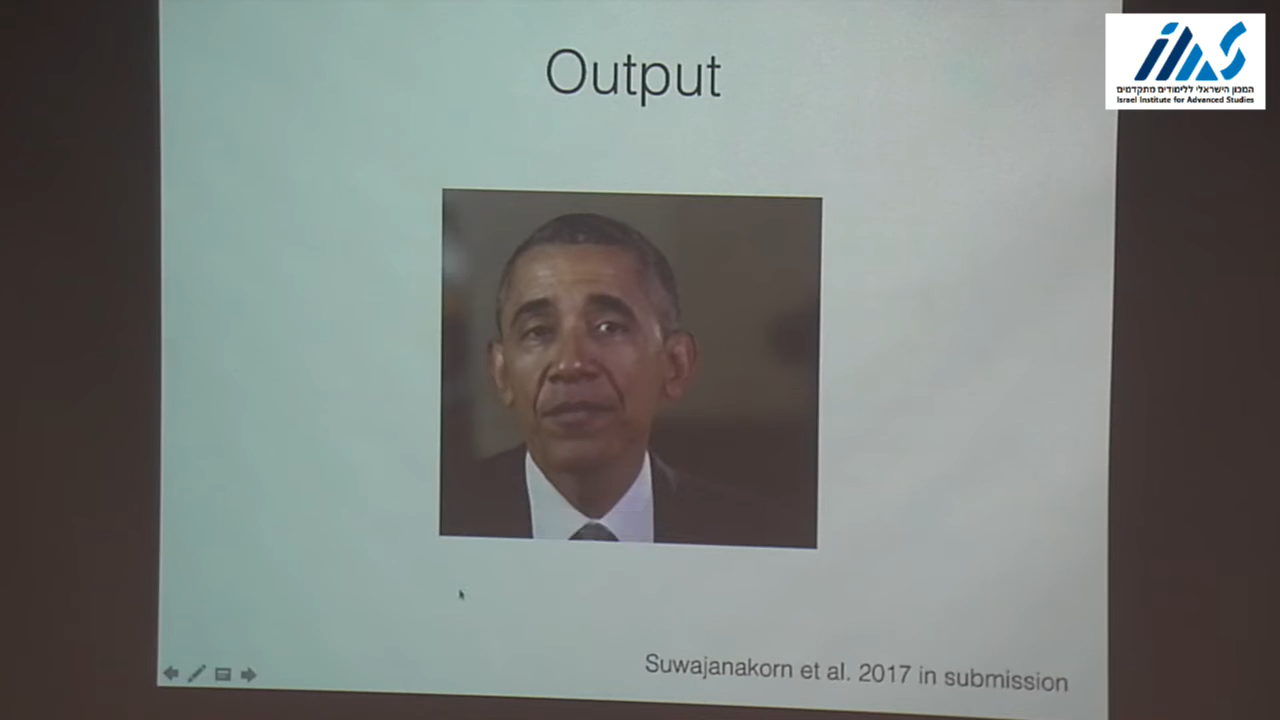 Output
המכון הישראלי ללימודים מתקדמים
Israel Institute for Advanced Studies
Suwajanakorn et al. 2017 in submission